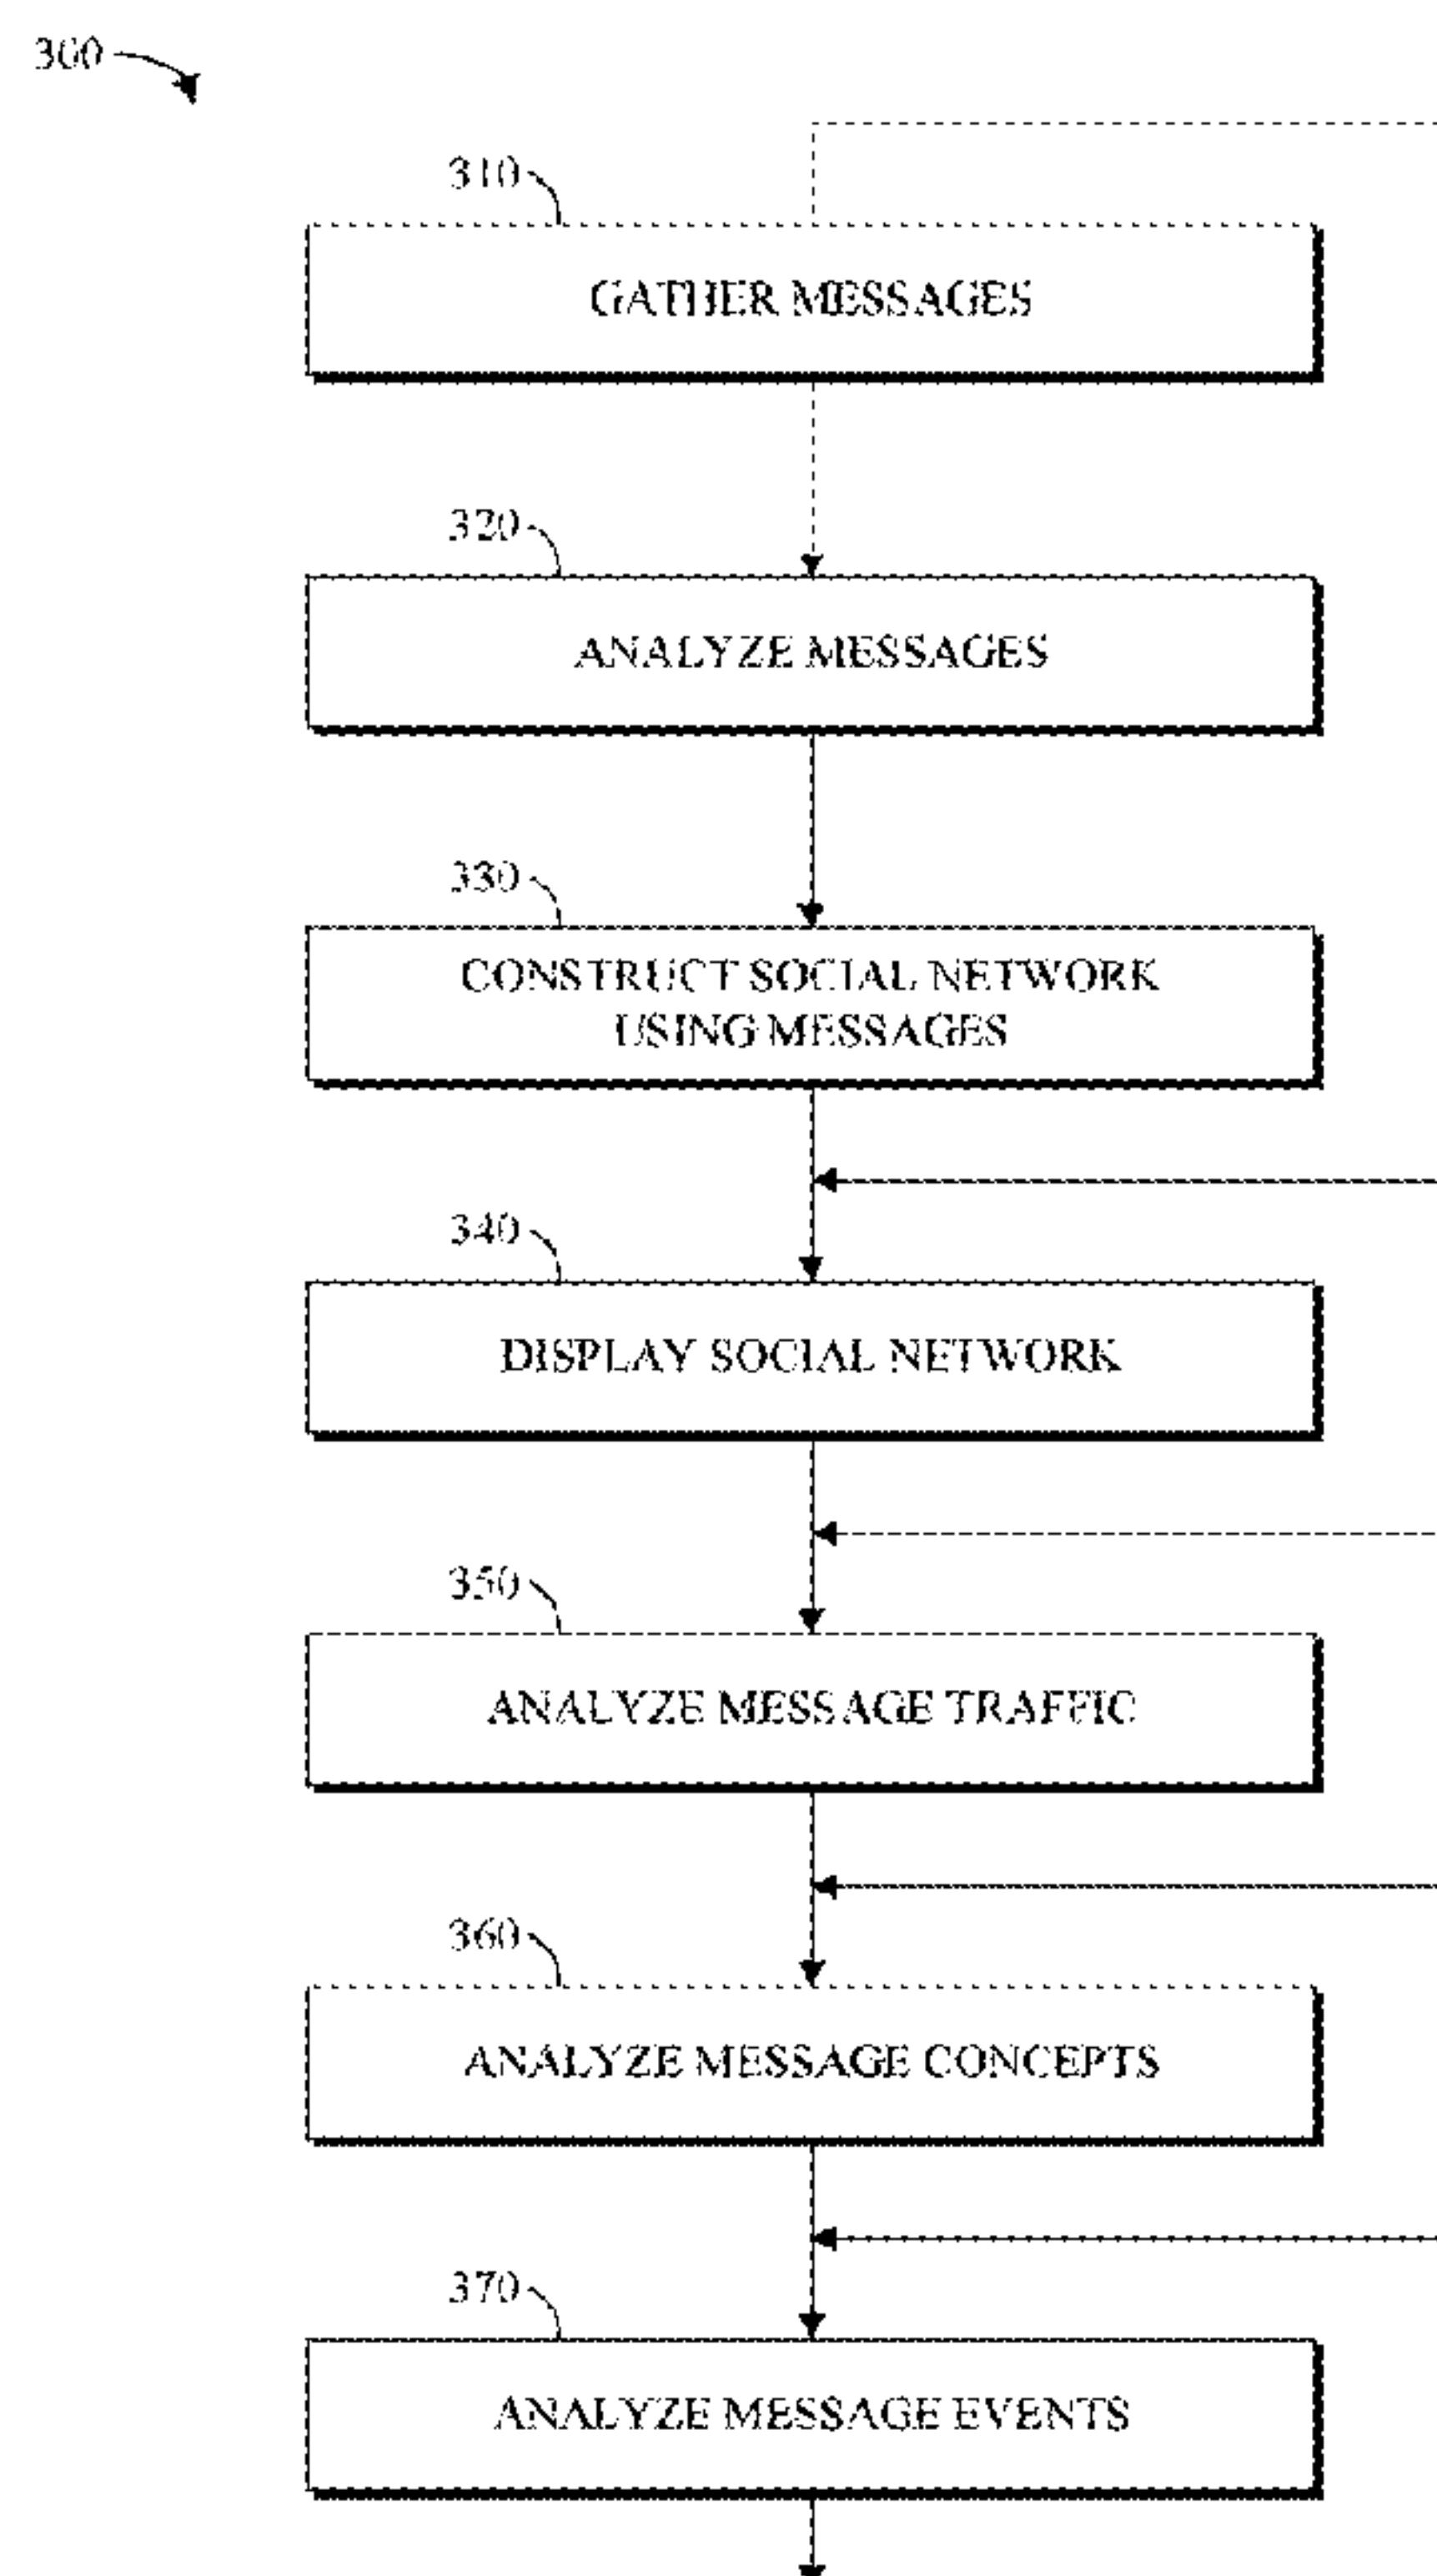 300
310
GATHER MESSAGES
320
ANALYZE MESSAGES
330
CONSTRUCT SOCIAL NETWORK
USING MESSAGES
340
DISPLAY SOCIAL NETWORK
350
ANALYZE MESSAGE TRAFFIC
360
ANALYZE MESSAGE CONCEPTS
370
ANALYZE MESSAGE EVENTS